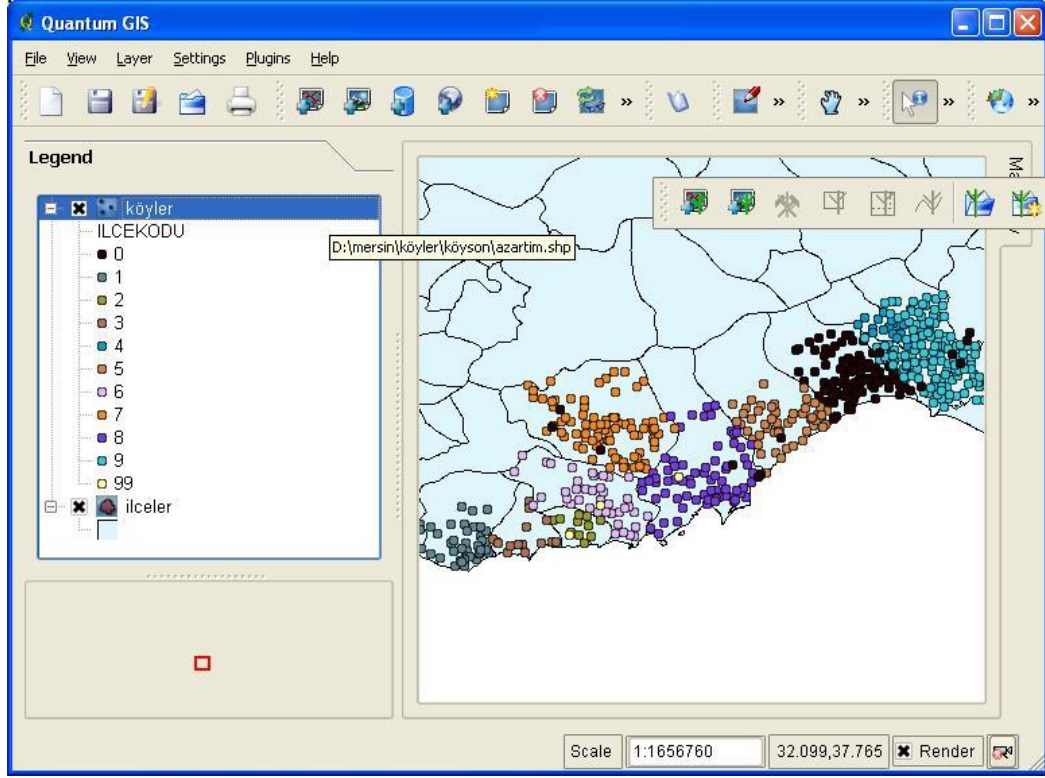 Quantum GIS
File View Layer Settings Plugins Help
» » » » »
Legend
köyler
ILCEKODU
0
1
2
3
4
5
6
7
8
9
99
ilceler
D:\mersin\köyler\köyson\azartim.shp
Scale 1:1656760 32.099,37.765 Render